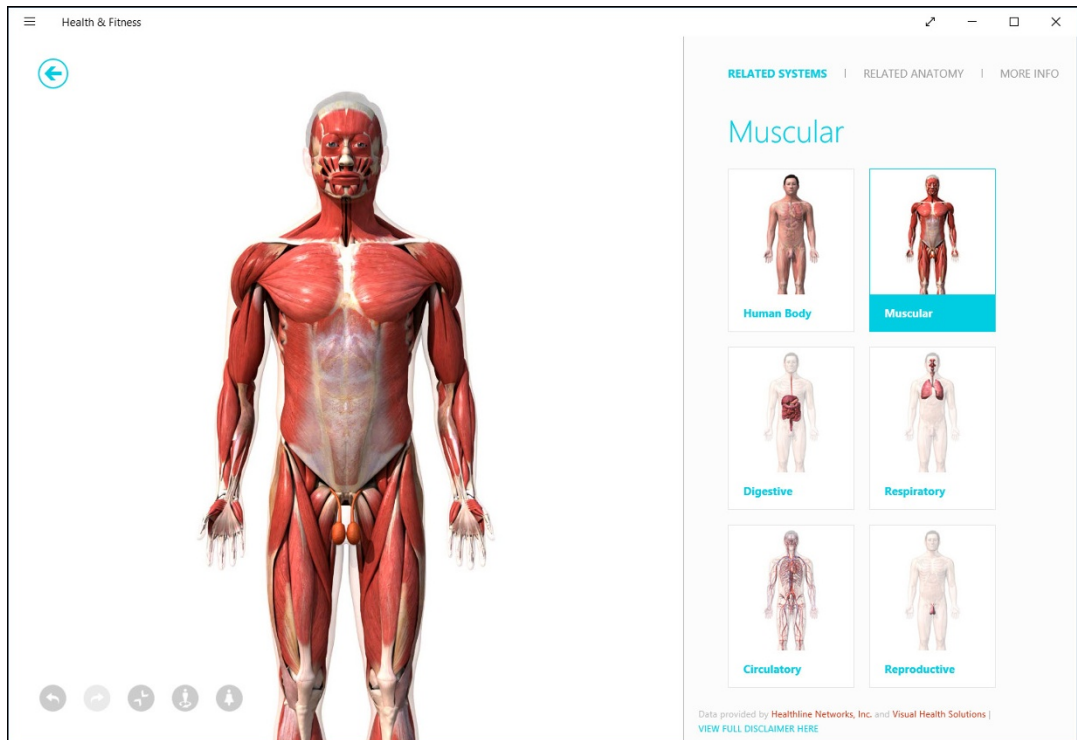 Health & Fitness
RELATED SYSTEMS | RELATED ANATOMY | MORE INFO
Muscular
Human Body
Muscular
Digestive
Respiratory
Circulatory
Reproductive
Data provided by Healthline Networks, Inc. and Visual Health Solutions |
VIEW FULL DISCLAIMER HERE